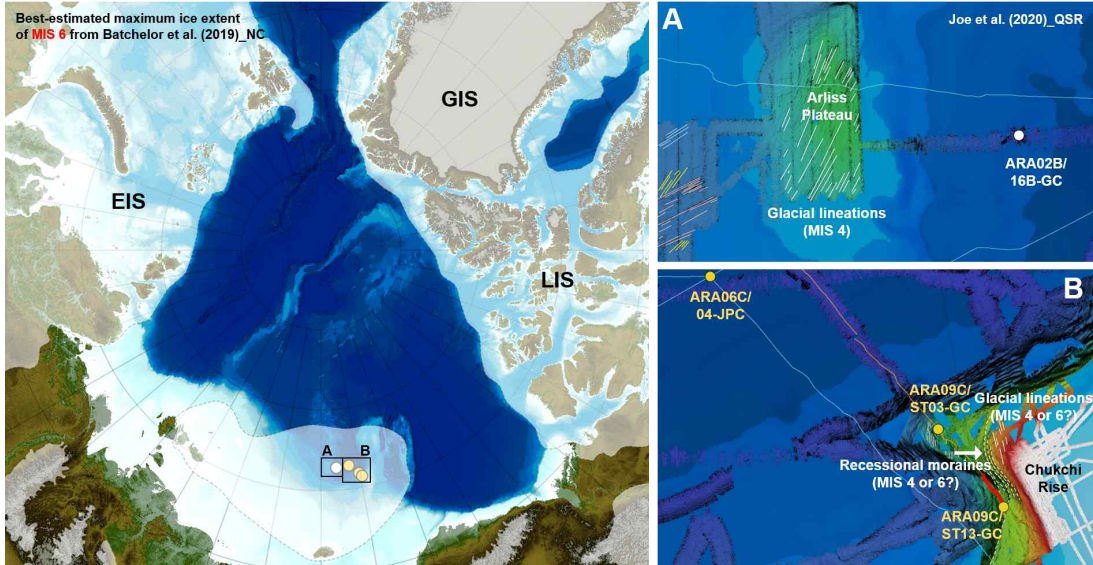 Best-estimated maximum ice extent
of MIS 6 from Batchelor et al. (2019)_NC
GIS
EIS
LIS
A
B
A
Joe et al. (2020)_QSR
Arliss
Plateau
ARA02B/
16B-GC
Glacial lineations
(MIS 4)
B
ARA06C/
04-JPC
ARA09C/
ST03-GC
Glacial lineations
(MIS 4 or 6?)
Recessional moraines
(MIS 4 or 6?)
Chukchi
Rise
ARA09C/
ST13-GC